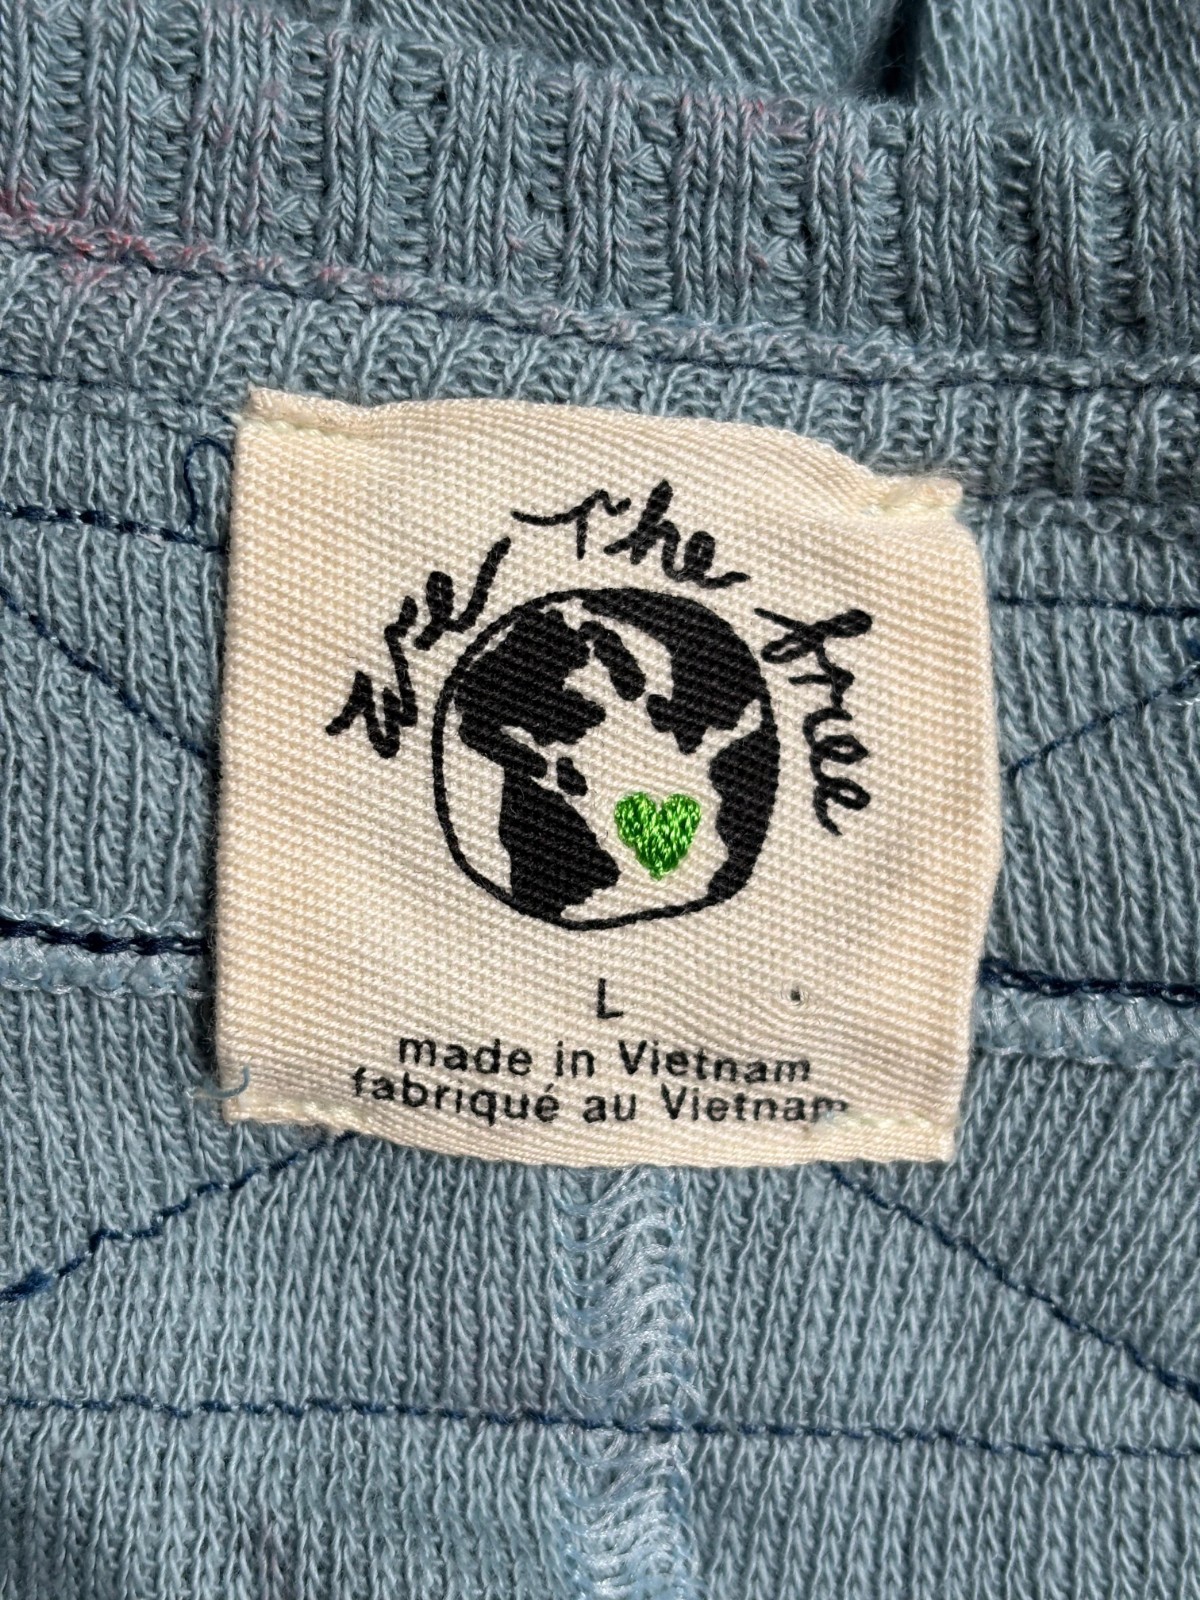 We The Free
L
made in Vietnam
fabriqué au Vietnam